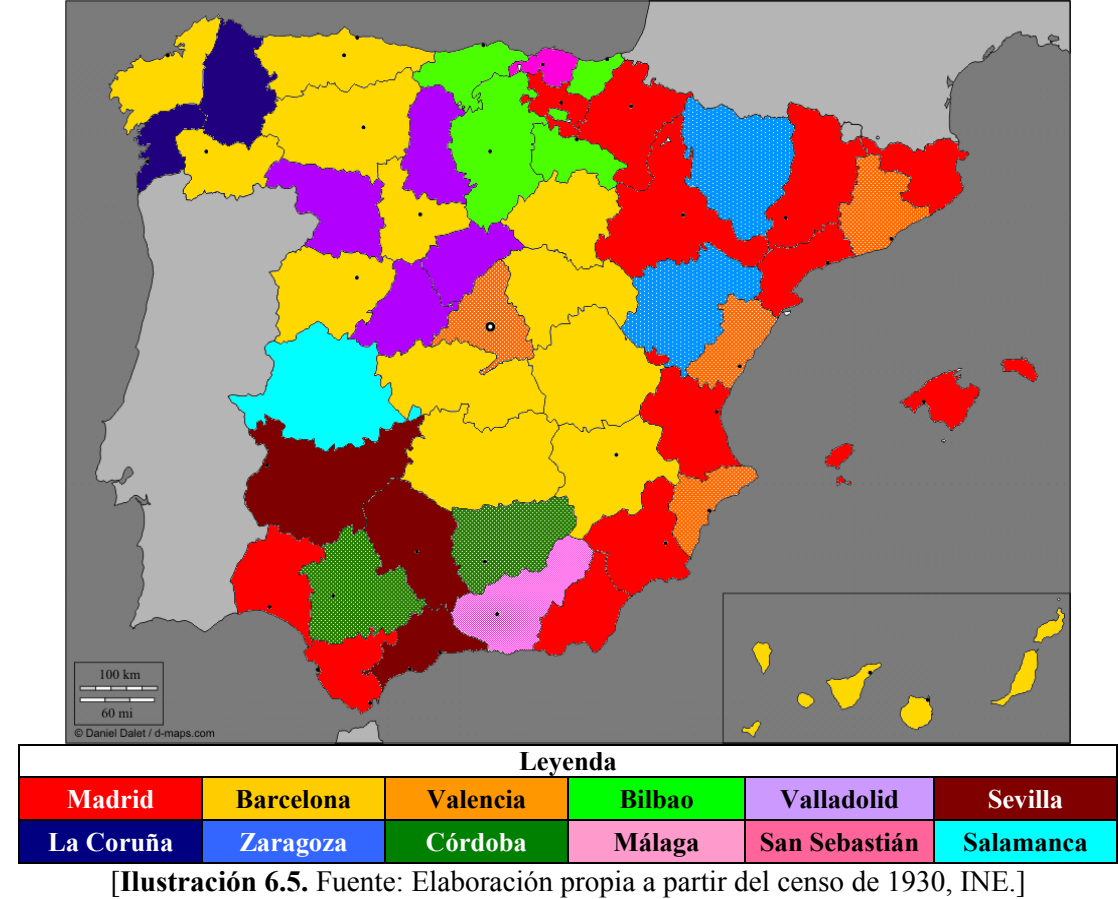 100 km
60 mi
© Daniel Dalet / d-maps.com
Leyenda
Madrid Barcelona Valencia Bilbao Valladolid Sevilla
La Coruña Zaragoza Córdoba Málaga San Sebastián Salamanca
[Ilustración 6.5. Fuente: Elaboración propia a partir del censo de 1930, INE.]